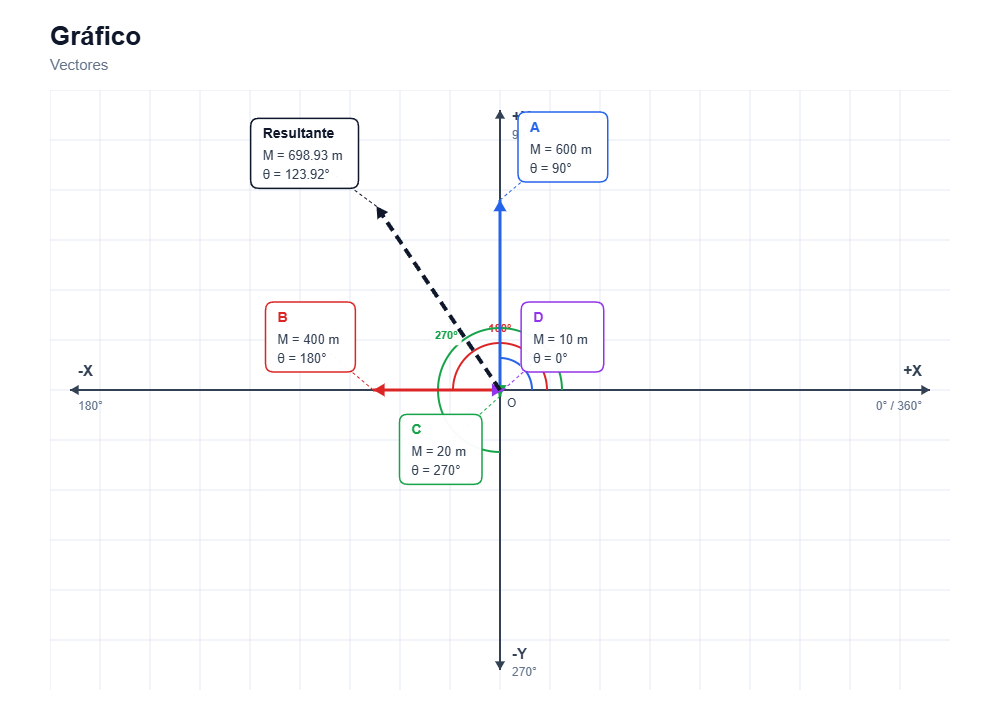 Gráfico
Vectores
A
M = 600 m
θ = 90°
Resultante
M = 698.93 m
θ = 123.92°
B
M = 400 m
θ = 180°
270°
180°
D
M = 10 m
θ = 0°
-X
180°
+X
0° / 360°
O
C
M = 20 m
θ = 270°
-Y
270°